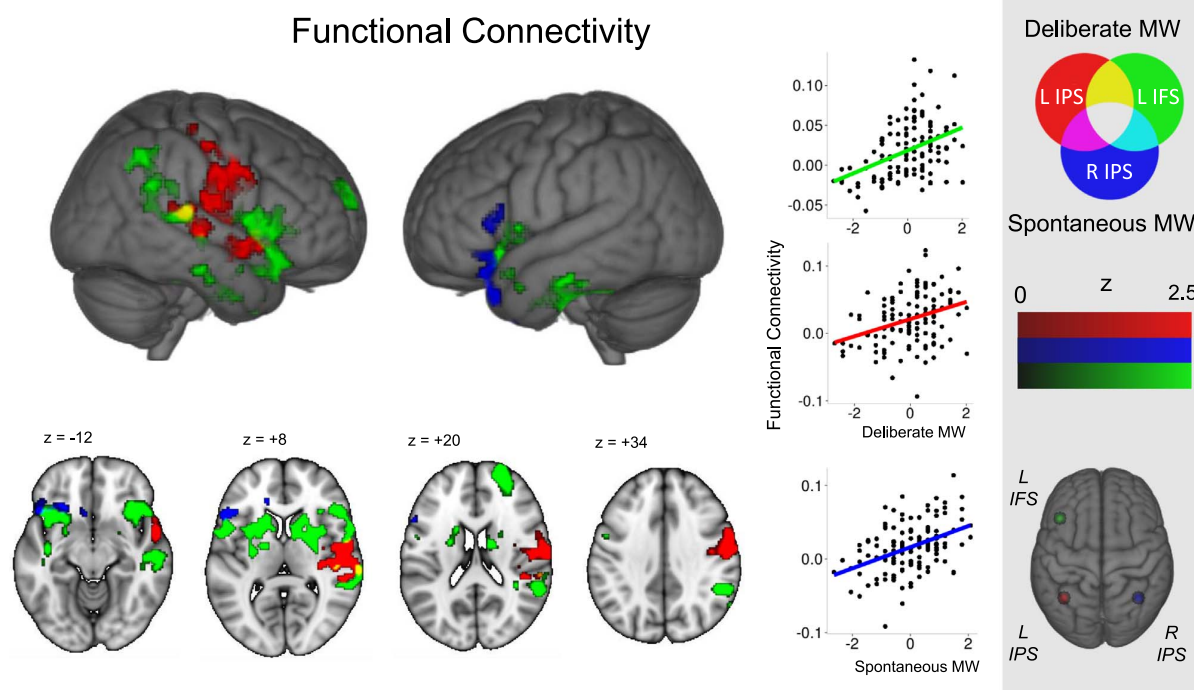 Functional Connectivity
z = -12
z = +8
z = +20
z = +34
Functional Connectivity
0.10
0.05
0.00
-0.05
-2
0
2
0.1
0.0
-0.1
-2
0
2
Deliberate MW
0.1
0.0
-0.1
-2
0
2
Spontaneous MW
Deliberate MW
L IPS
L IFS
R IPS
Spontaneous MW
0
z
2.5
L
IFS
L
IPS
R
IPS